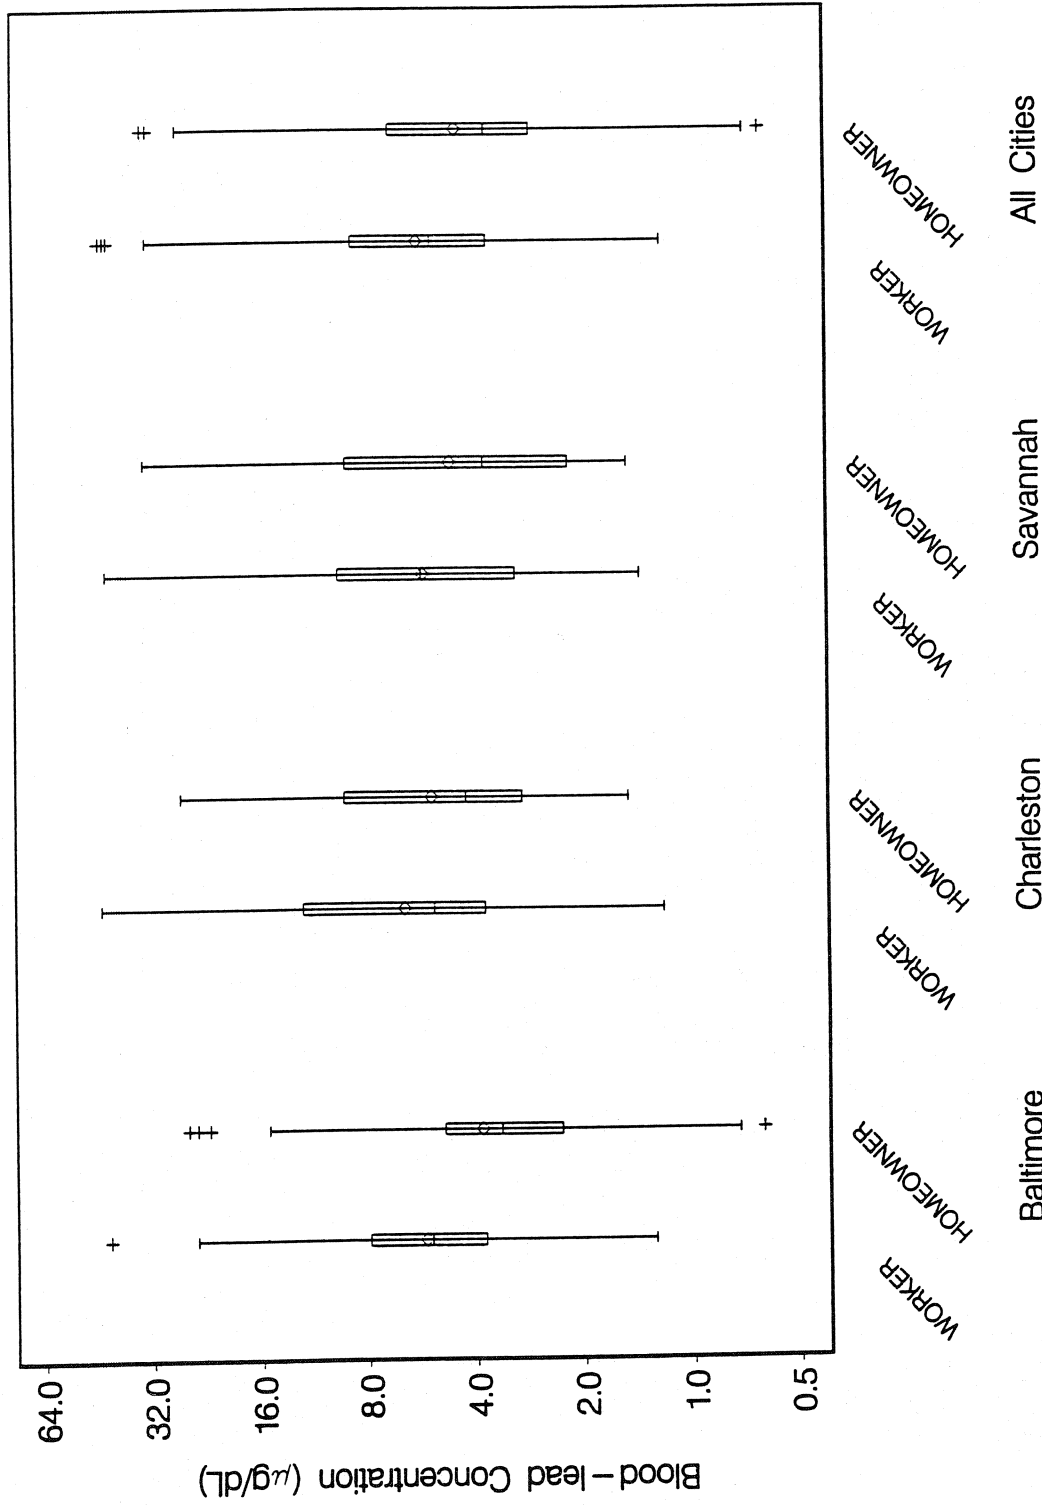 Blood-lead Concentration (μg/dL)
64.0
32.0
16.0
8.0
4.0
2.0
1.0
0.5
WORKER
HOMEOWNER
WORKER
HOMEOWNER
WORKER
HOMEOWNER
WORKER
HOMEOWNER
Baltimore
Charleston
Savannah
All Cities